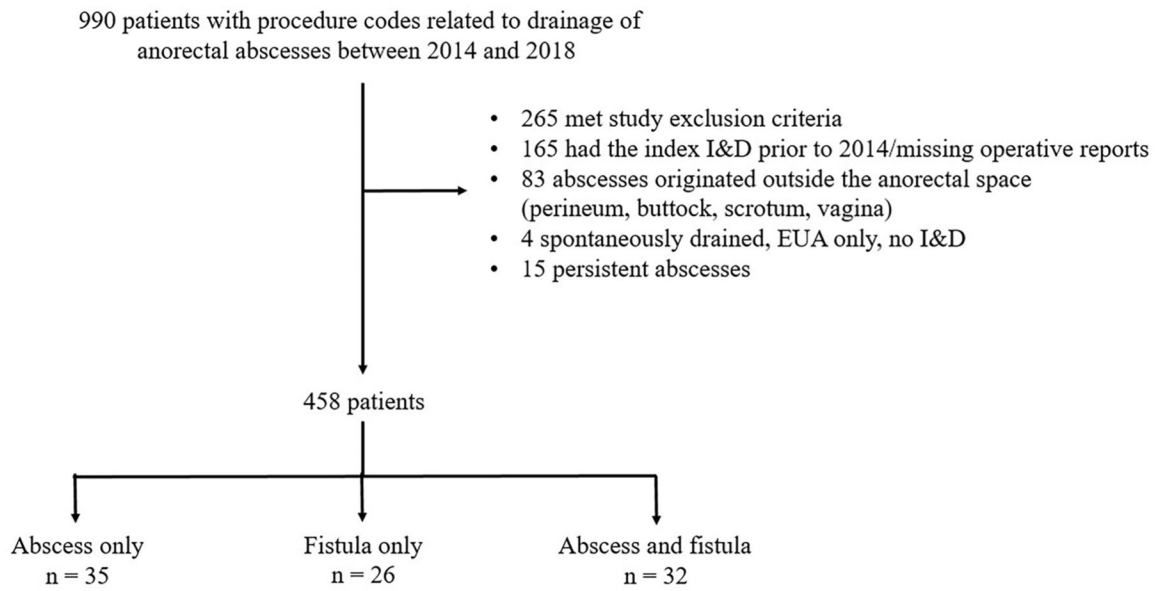 990 patients with procedure codes related to drainage of
anorectal abscesses between 2014 and 2018
• 265 met study exclusion criteria
• 165 had the index I&D prior to 2014/missing operative reports
• 83 abscesses originated outside the anorectal space
(perineum, buttock, scrotum, vagina)
• 4 spontaneously drained, EUA only, no I&D
• 15 persistent abscesses
458 patients
Abscess only
n = 35
Fistula only
n = 26
Abscess and fistula
n = 32